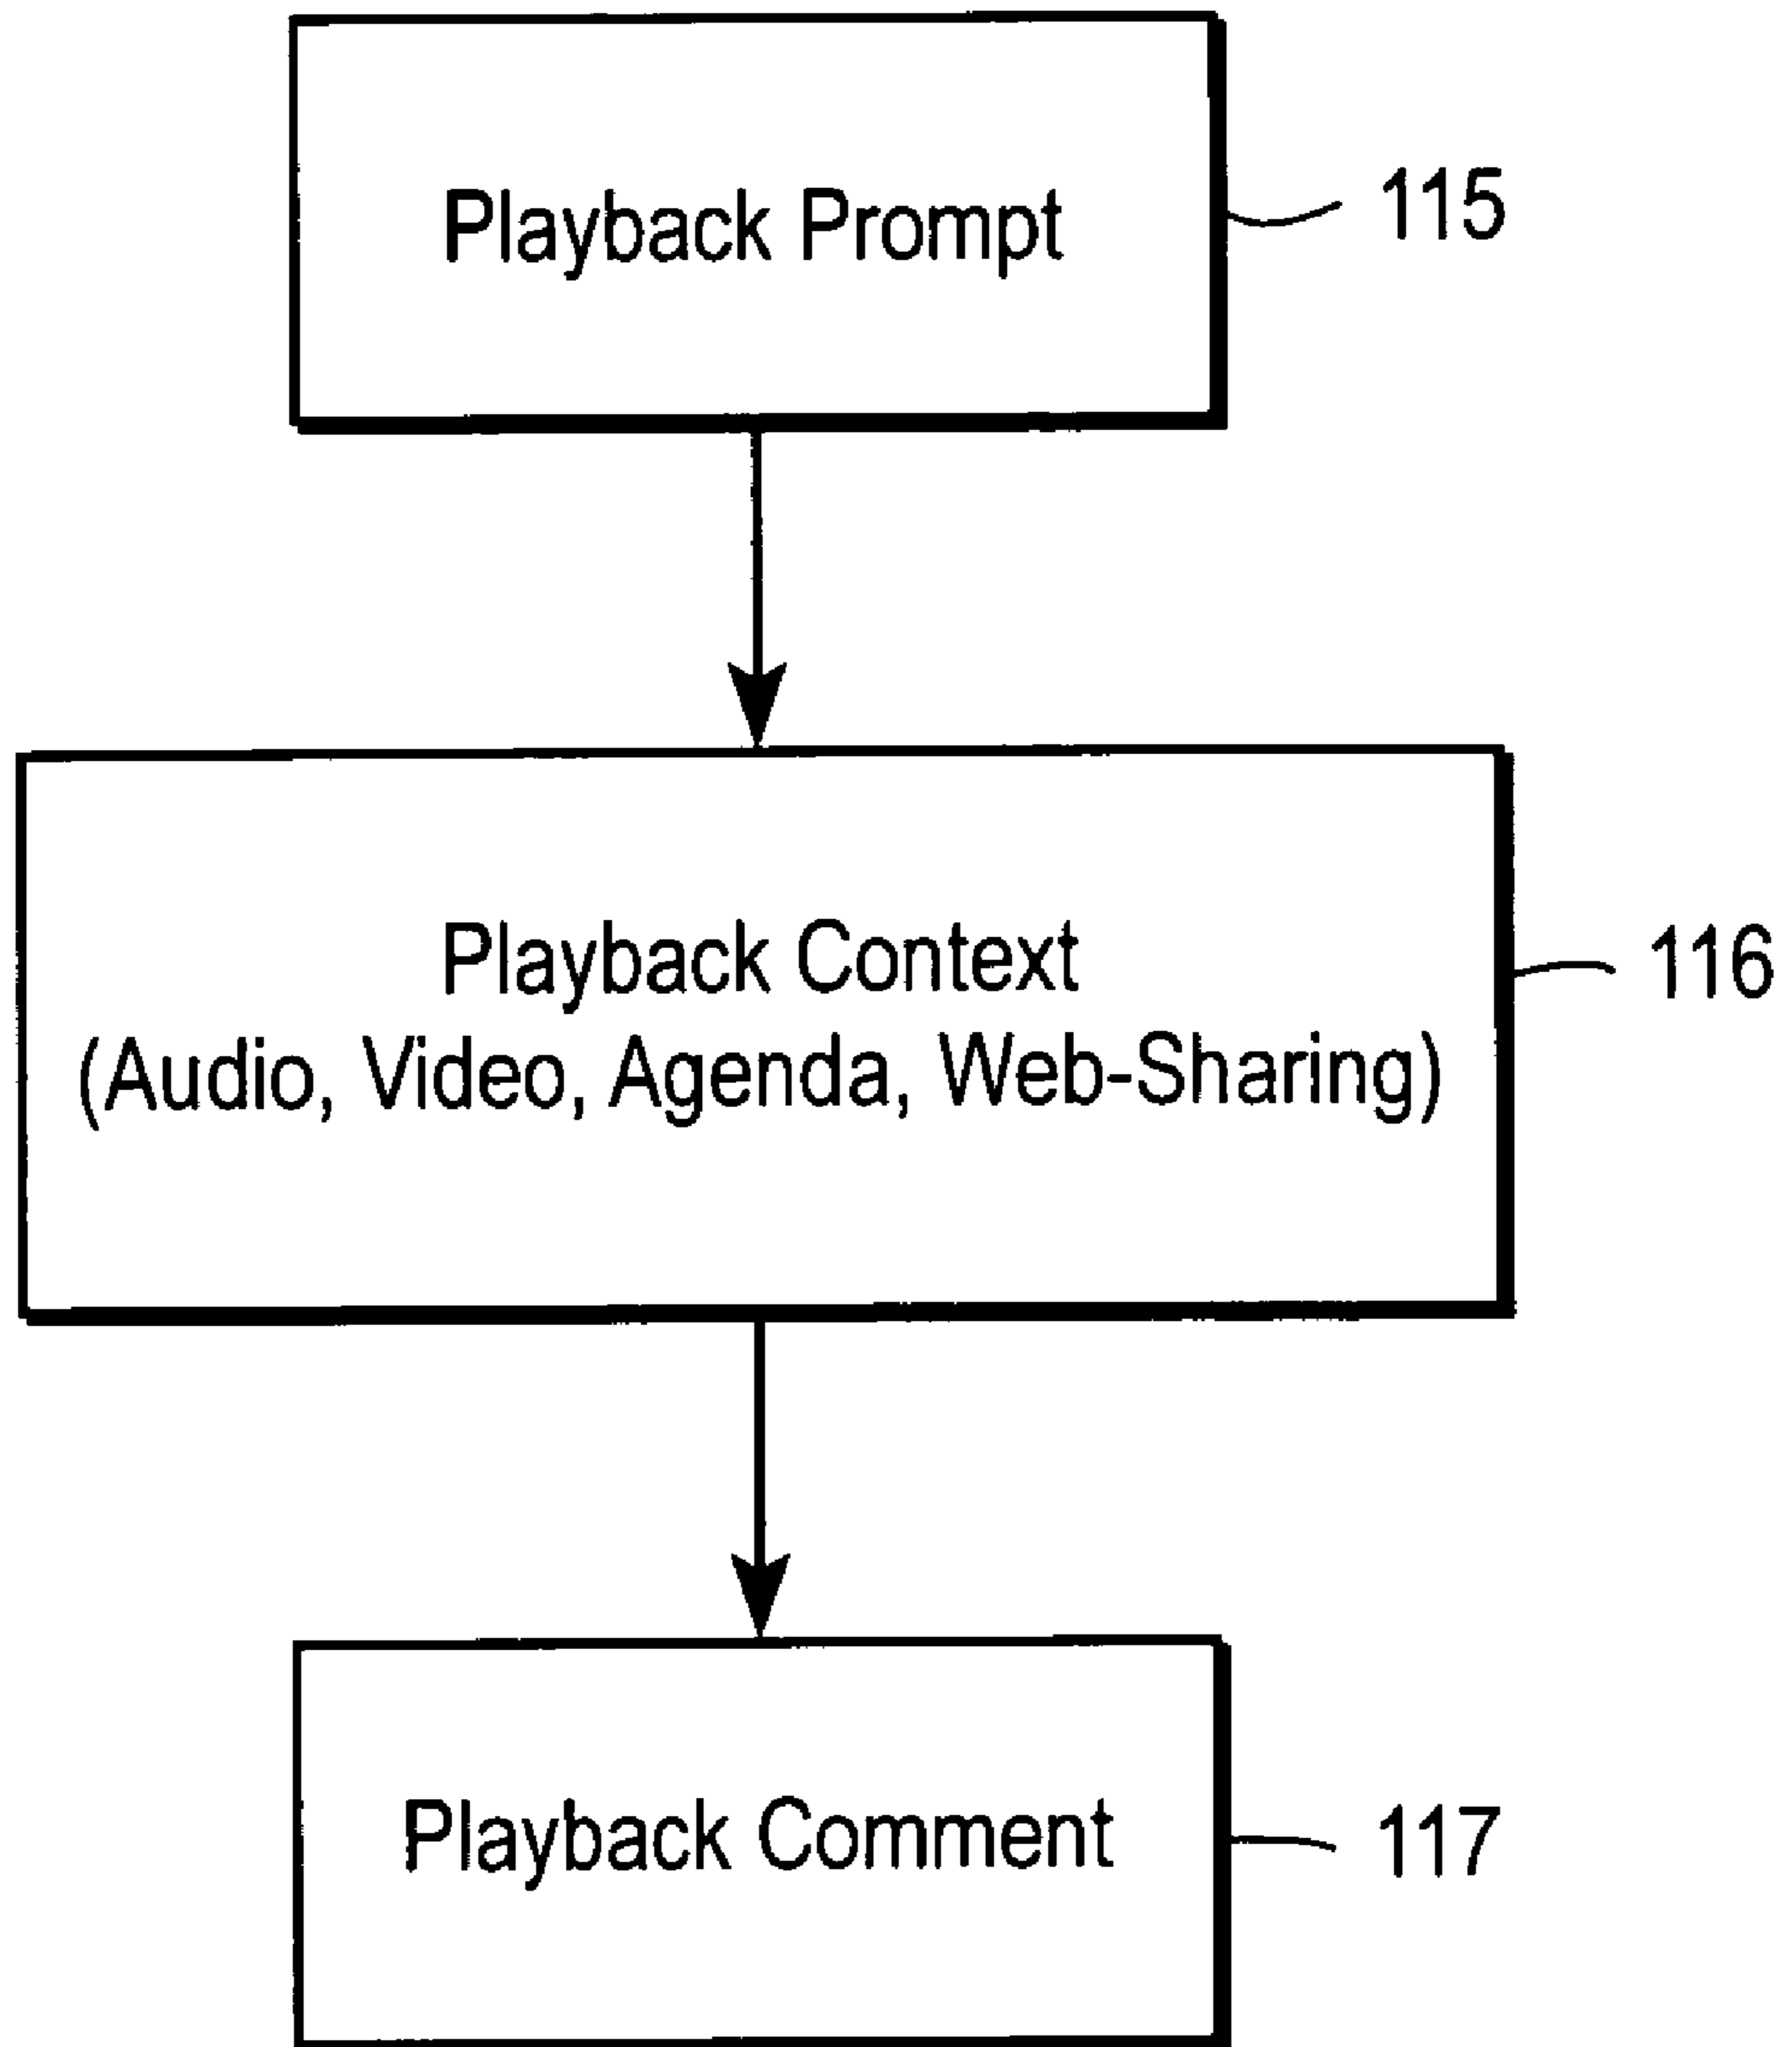 Playback Prompt
115
Playback Context
(Audio, Video, Agenda, Web-Sharing)
116
Playback Comment
117